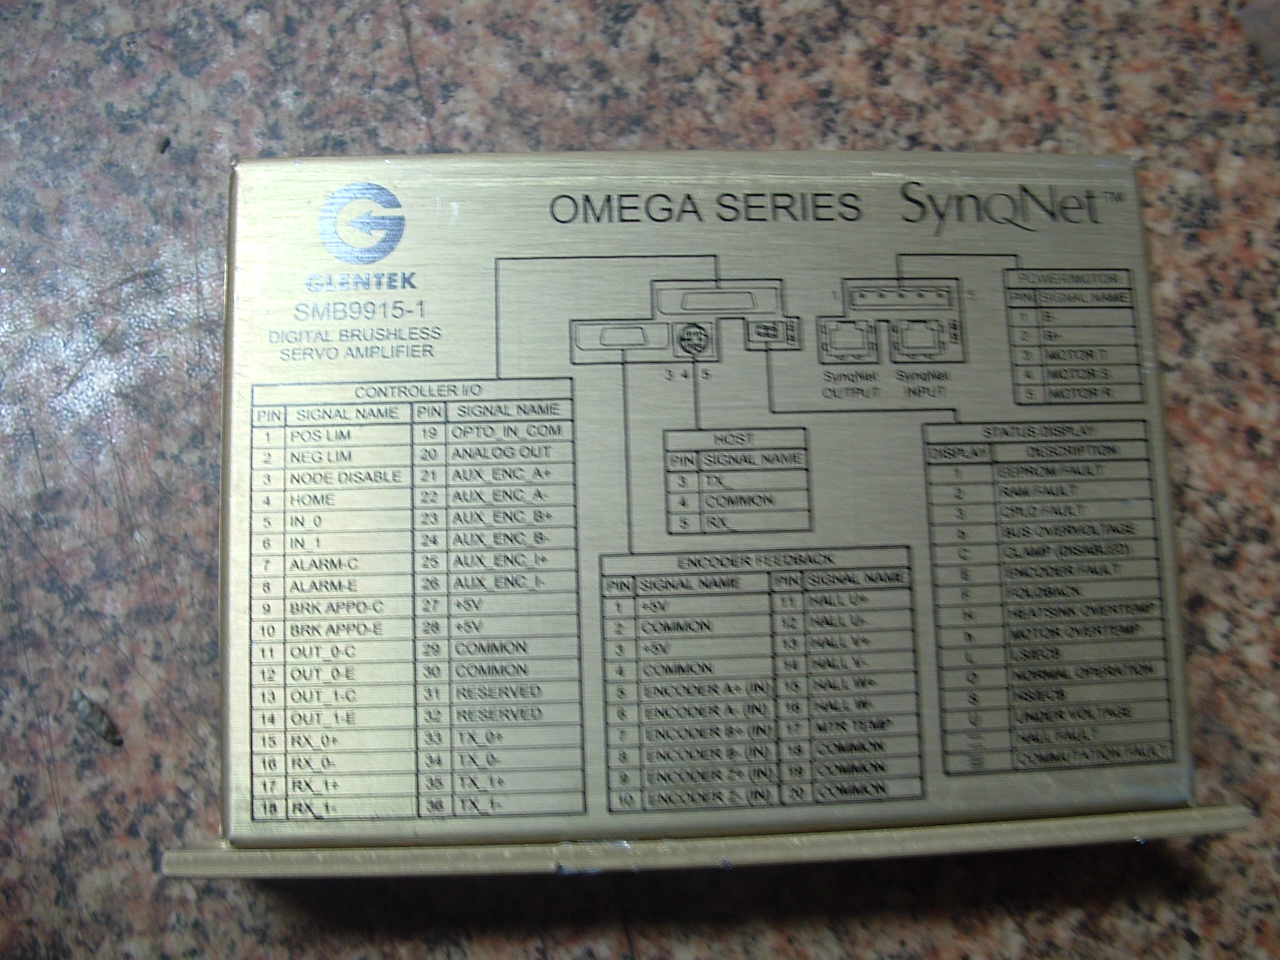 OMEGA SERIES SynqNet™
GLENTEK
SMB9915-1
DIGITAL BRUSHLESS
SERVO AMPLIFIER
1 5
3 4 5
SynqNet SynqNet
OUTPUT INPUT
POWER/MOTOR
PIN SIGNAL NAME
1 B-
2 B+
3 MOTOR T
4 MOTOR S
5 MOTOR R
CONTROLLER I/O
PIN SIGNAL NAME PIN SIGNAL NAME
1 POS LIM 19 OPTO_IN_COM
2 NEG LIM 20 ANALOG OUT
3 NODE DISABLE 21 AUX_ENC_A+
4 HOME 22 AUX_ENC_A-
5 IN_0 23 AUX_ENC_B+
6 IN_1 24 AUX_ENC_B-
7 ALARM-C 25 AUX_ENC_I+
8 ALARM-E 26 AUX_ENC_I-
9 BRK APPD-C 27 +5V
10 BRK APPD-E 28 +5V
11 OUT_0-C 29 COMMON
12 OUT_0-E 30 COMMON
13 OUT_1-C 31 RESERVED
14 OUT_1-E 32 RESERVED
15 RX_0+ 33 TX_0+
16 RX_0- 34 TX_0-
17 RX_1+ 35 TX_1+
18 RX_1- 36 TX_1-
HOST
PIN SIGNAL NAME
3 TX_
4 COMMON
5 RX_
ENCODER FEEDBACK
PIN SIGNAL NAME PIN SIGNAL NAME
1 +5V 11 HALL U+
2 COMMON 12 HALL U-
3 +5V 13 HALL V+
4 COMMON 14 HALL V-
5 ENCODER A+ (IN) 15 HALL W+
6 ENCODER A- (IN) 16 HALL W-
7 ENCODER B+ (IN) 17 MTR TEMP
8 ENCODER B- (IN) 18 COMMON
9 ENCODER Z+ (IN) 19 COMMON
10 ENCODER Z- (IN) 20 COMMON
STATUS DISPLAY
DISPLAY DESCRIPTION
1 EEPROM FAULT
2 RAM FAULT
3 CPLD FAULT
b BUS OVERVOLTAGE
C CLAMP (DISABLED)
E ENCODER FAULT
F FOLDBACK
H HEATSINK OVERTEMP
h MOTOR OVERTEMP
L LS/ECB
O NORMAL OPERATION
S HS/ECB
U UNDER VOLTAGE
HALL FAULT
COMMUTATION FAULT